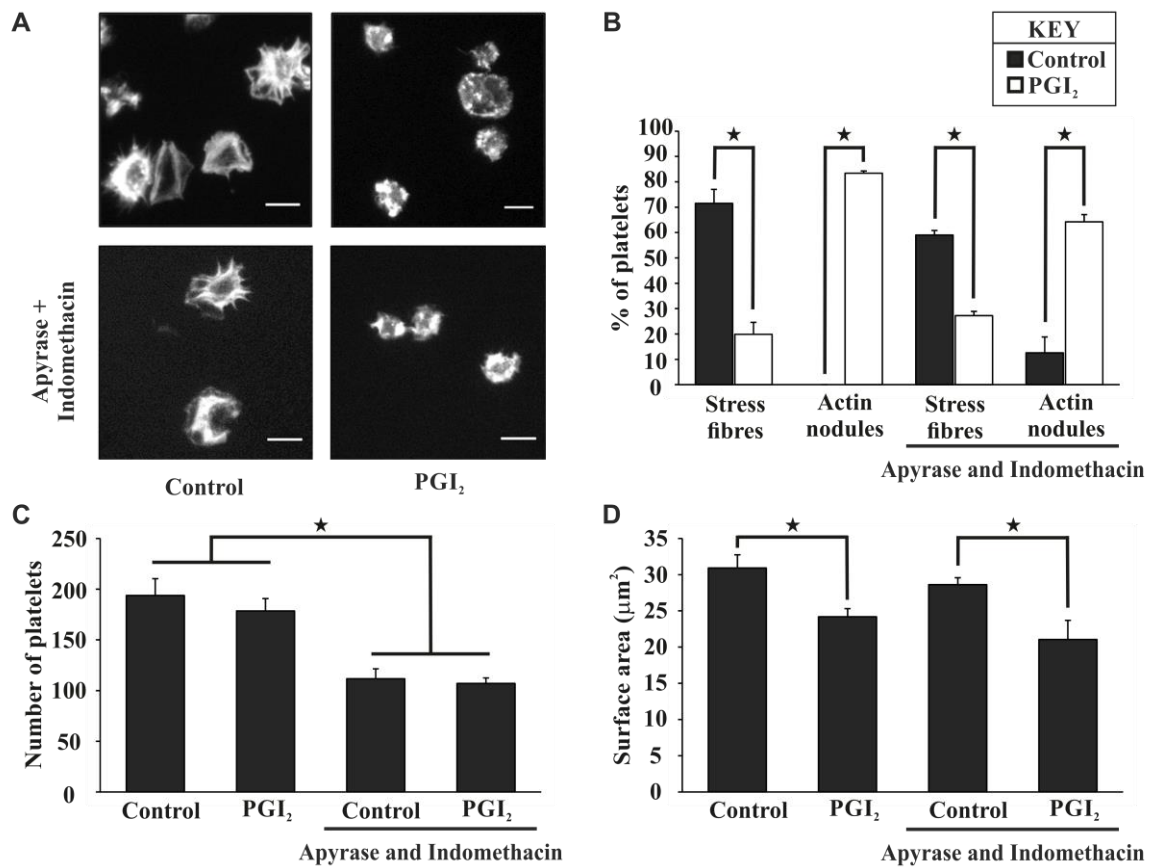 A
Apyrase +
Indomethacin
Control
PGI₂
B
KEY
Control
PGI₂
% of platelets
100
90
80
70
60
50
40
30
20
10
0
★ ★ ★ ★
Stress fibres
Actin nodules
Stress fibres
Actin nodules
Apyrase and Indomethacin
C
Number of platelets
250
200
150
100
50
0
★
Control PGI₂ Control PGI₂
Apyrase and Indomethacin
D
Surface area (μm²)
35
30
25
20
15
10
5
0
★ ★
Control PGI₂ Control PGI₂
Apyrase and Indomethacin